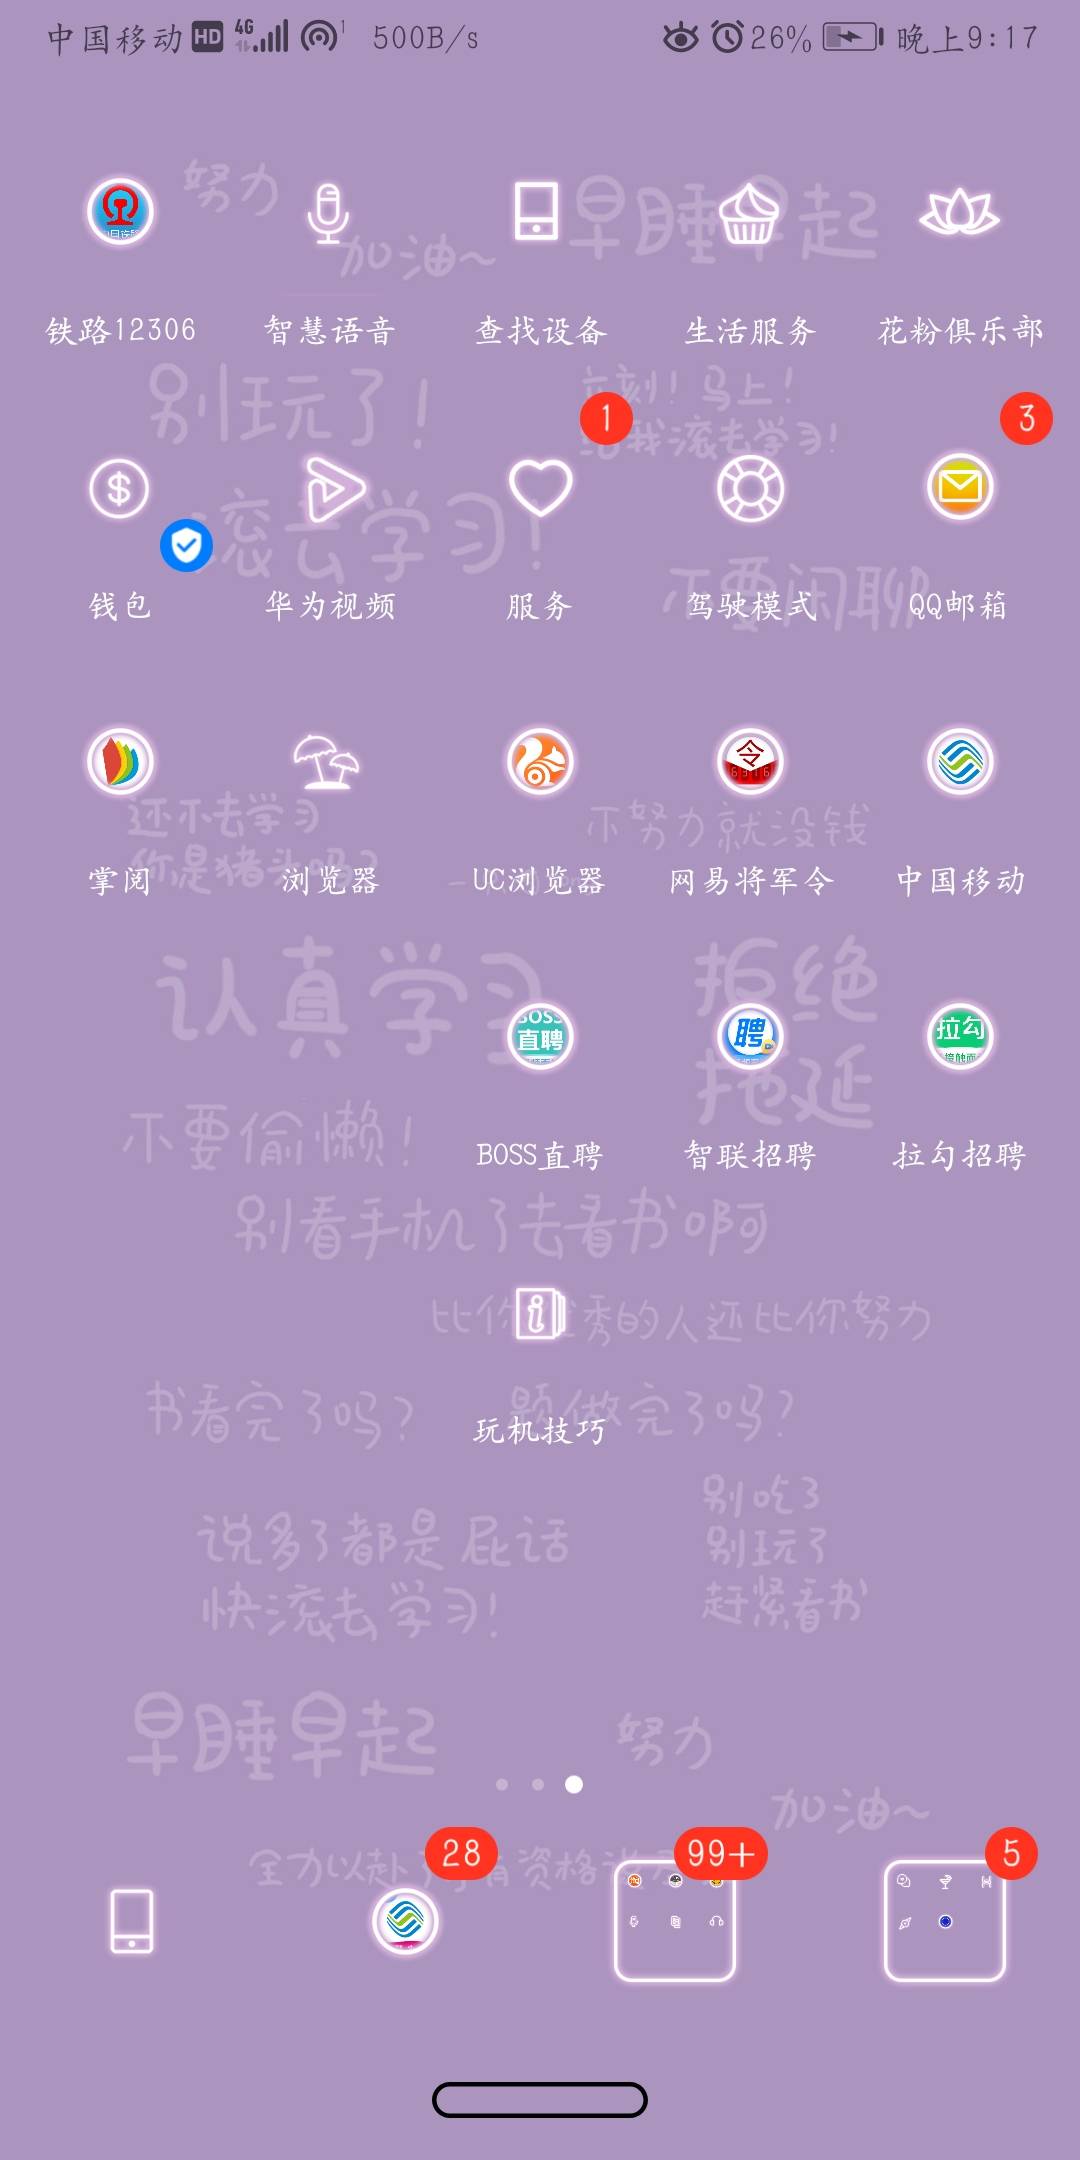 中国移动 HD 4G 1 500B/s 26% 晚上9:17
努力
早睡早起
加油~
铁路12306 智慧语音 查找设备 生活服务 花粉俱乐部
别玩了!
立刻!马上!
给我滚去学习!
1 3
滚去学习!
不要闲聊
钱包 华为视频 服务 驾驶模式 QQ邮箱
令
还不去学习
不努力就没钱
你是猪头吗?
掌阅 浏览器 UC浏览器 网易将军令 中国移动
认真学习
拒绝
拖延
BOSS
直聘
聘
拉勾
不要偷懒!
BOSS直聘 智联招聘 拉勾招聘
别看手机了去看书啊
比你优秀的人还比你努力
书看完了吗? 题做完了吗?
玩机技巧
别吃了
别玩了
赶紧看书
说多了都是屁话
快滚去学习!
早睡早起
努力
加油~
28 99+ 5
全力以赴
有资格